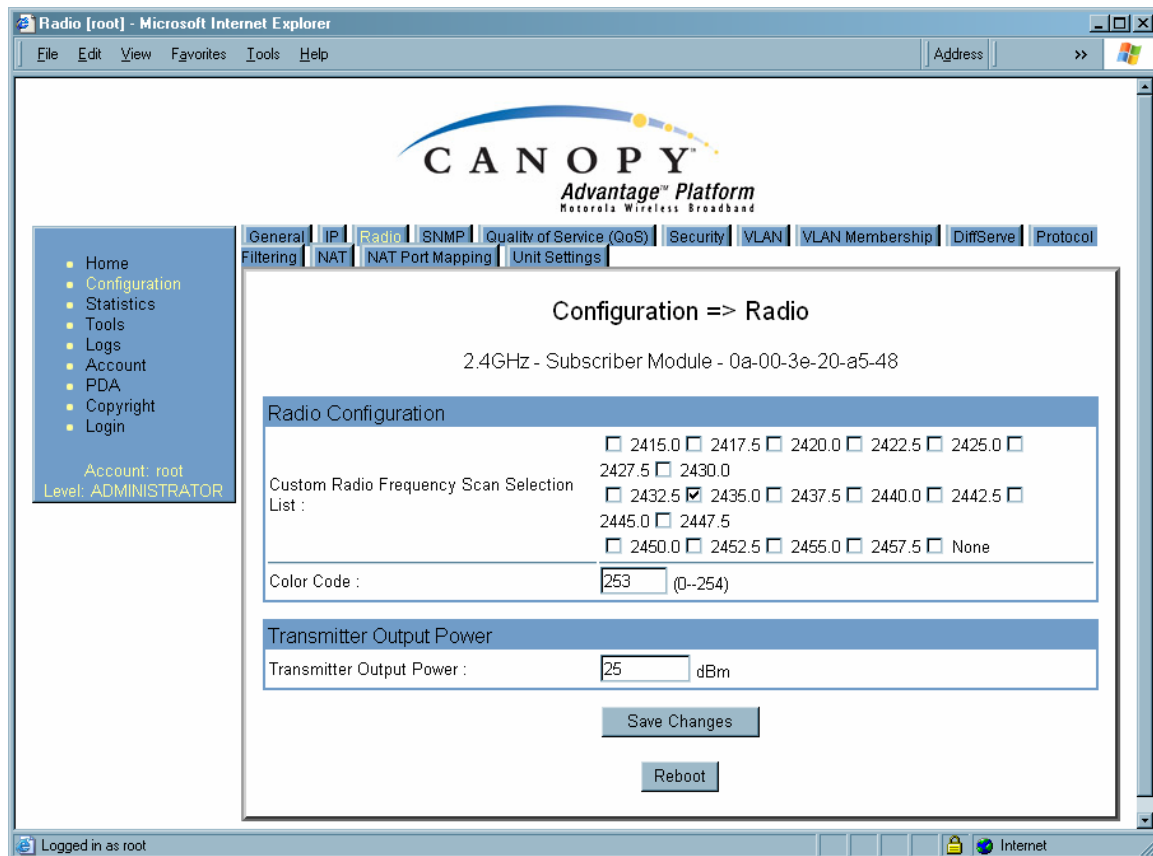 Radio [root] - Microsoft Internet Explorer
File Edit View Favorites Tools Help Address »
CANOPY™
Advantage™ Platform
Motorola Wireless Broadband
General IP Radio SNMP Quality of Service (QoS) Security VLAN VLAN Membership DiffServe Protocol
Filtering NAT NAT Port Mapping Unit Settings
Home
Configuration
Statistics
Tools
Logs
Account
PDA
Copyright
Login
Account: root
Level: ADMINISTRATOR
Configuration => Radio
2.4GHz - Subscriber Module - 0a-00-3e-20-a5-48
Radio Configuration
Custom Radio Frequency Scan Selection
List :
2415.0 2417.5 2420.0 2422.5 2425.0
2427.5 2430.0
2432.5 2435.0 2437.5 2440.0 2442.5
2445.0 2447.5
2450.0 2452.5 2455.0 2457.5 None
Color Code : 253 (0--254)
Transmitter Output Power
Transmitter Output Power : 25 dBm
Save Changes
Reboot
Logged in as root Internet